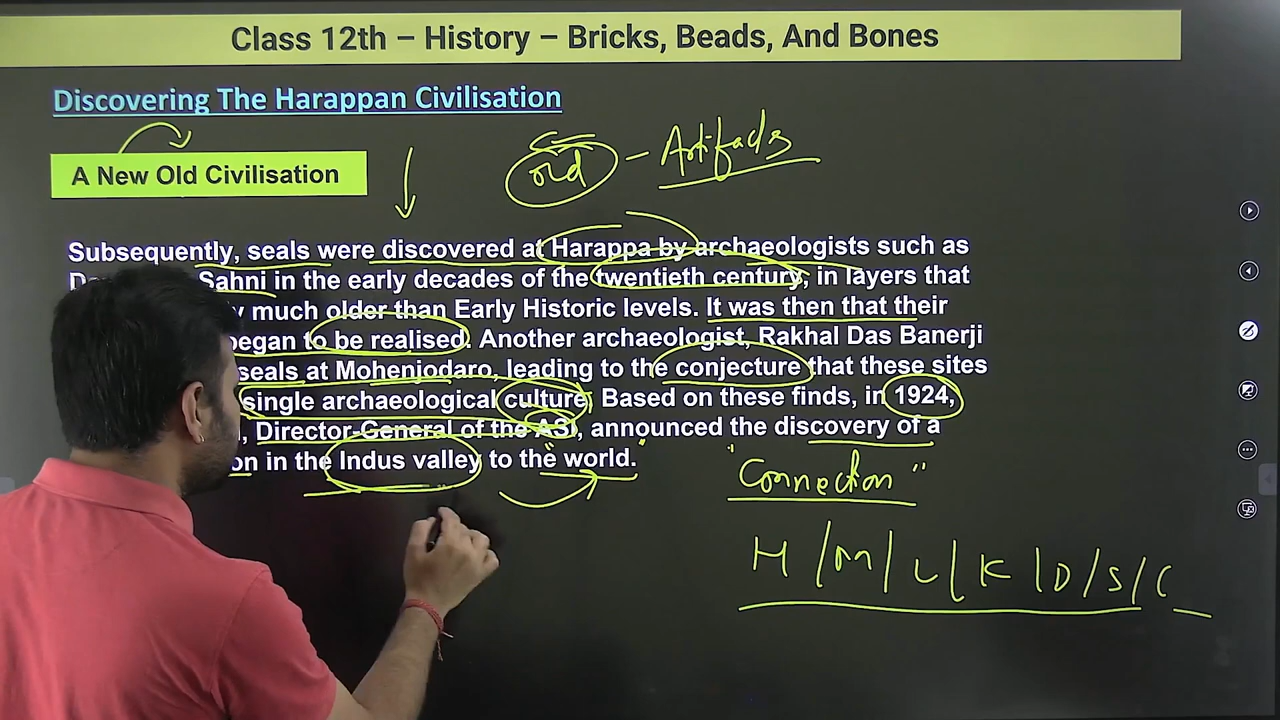 Class 12th – History – Bricks, Beads, And Bones
Discovering The Harappan Civilisation
old – Artifacts
A New Old Civilisation
Subsequently, seals were discovered at Harappa by archaeologists such as
Sahni in the early decades of the twentieth century, in layers that
much older than Early Historic levels. It was then that their
began to be realised. Another archaeologist, Rakhal Das Banerji
seals at Mohenjodaro, leading to the conjecture that these sites
single archaeological culture. Based on these finds, in 1924,
Director-General of the ASI, announced the discovery of a
in the Indus valley to the world.
"Connection"
H / M / L / K / D / S / C